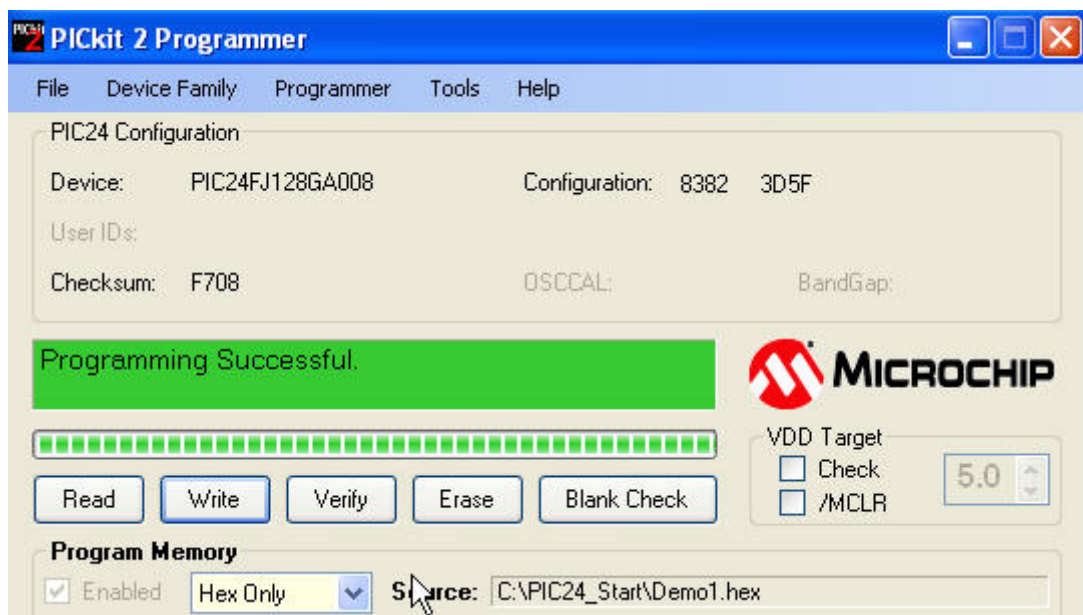 PICkit 2 Programmer
File Device Family Programmer Tools Help
PIC24 Configuration
Device: PIC24FJ128GA008 Configuration: 8382 3D5F
User IDs:
Checksum: F708 OSCCAL: BandGap:
Programming Successful.
MICROCHIP
VDD Target
Check
5.0
/MCLR
Read Write Verify Erase Blank Check
Program Memory
Enabled Hex Only Source: C:\PIC24_Start\Demo1.hex